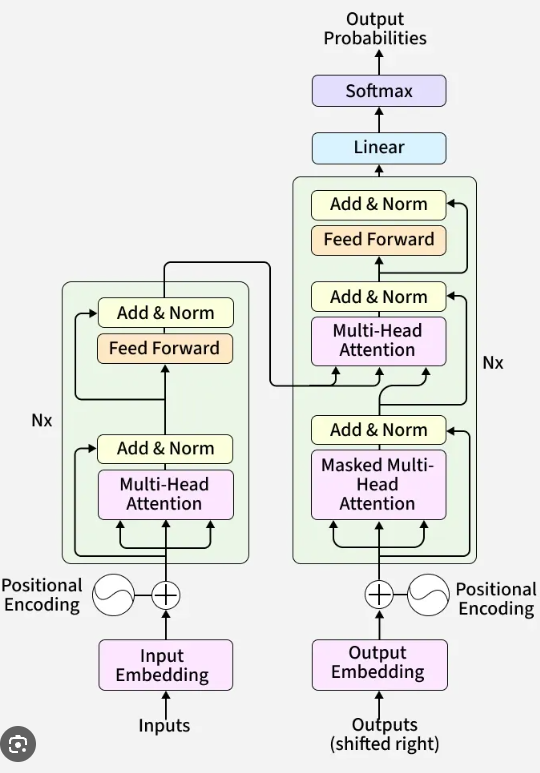 Output
Probabilities
Softmax
Linear
Add & Norm
Feed Forward
Add & Norm
Multi-Head
Attention
Nx
Add & Norm
Masked Multi-
Head
Attention
Add & Norm
Feed Forward
Nx
Add & Norm
Multi-Head
Attention
Positional
Encoding
Positional
Encoding
Input
Embedding
Output
Embedding
Inputs
Outputs
(shifted right)